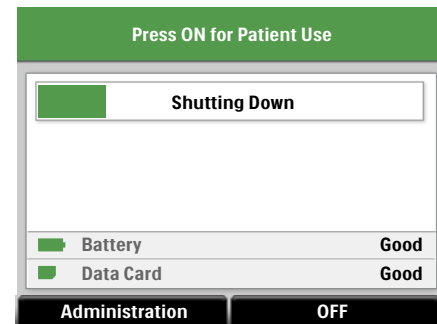 Press ON for Patient Use
Shutting Down
Battery Good
Data Card Good
Administration OFF